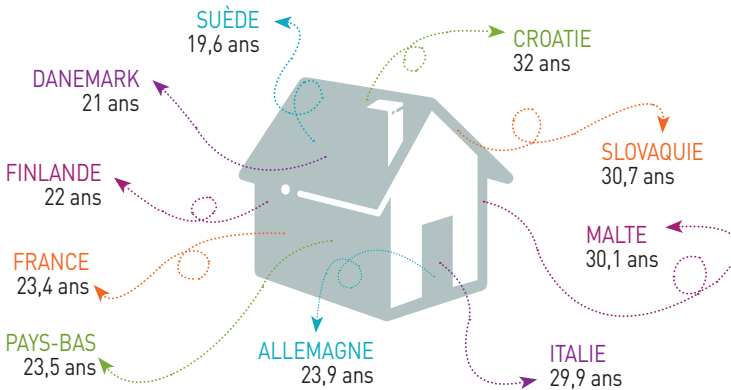 SUÈDE
19,6 ans
DANEMARK
21 ans
FINLANDE
22 ans
FRANCE
23,4 ans
PAYS-BAS
23,5 ans
ALLEMAGNE
23,9 ans
CROATIE
32 ans
SLOVAQUIE
30,7 ans
MALTE
30,1 ans
ITALIE
29,9 ans